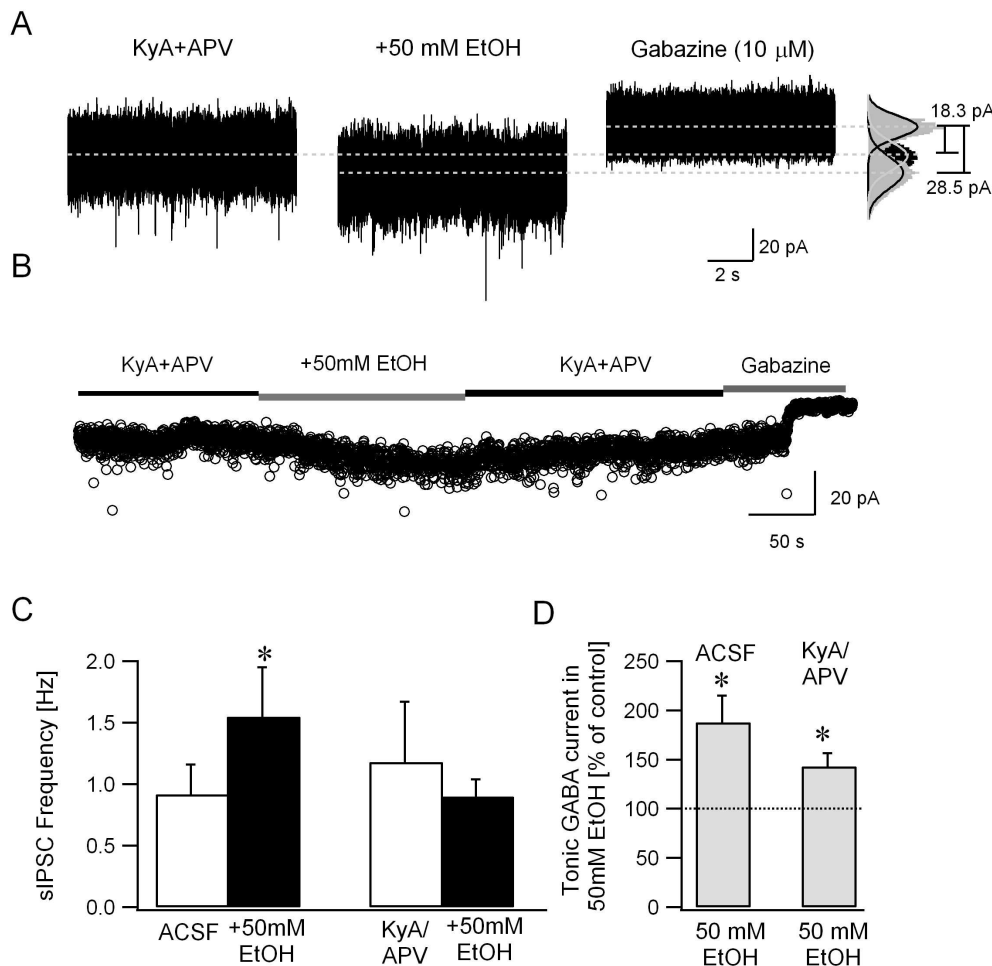 A
KyA+APV
+50 mM EtOH
Gabazine (10 μM)
18.3 pA
28.5 pA
20 pA
2 s
B
KyA+APV
+50mM EtOH
KyA+APV
Gabazine
20 pA
50 s
C
sIPSC Frequency [Hz]
2.0
1.5
1.0
0.5
0.0
*
ACSF
+50mM
EtOH
KyA/
APV
+50mM
EtOH
D
Tonic GABA current in
50mM EtOH [% of control]
250
200
150
100
50
0
ACSF
*
KyA/
APV
*
50 mM
EtOH
50 mM
EtOH